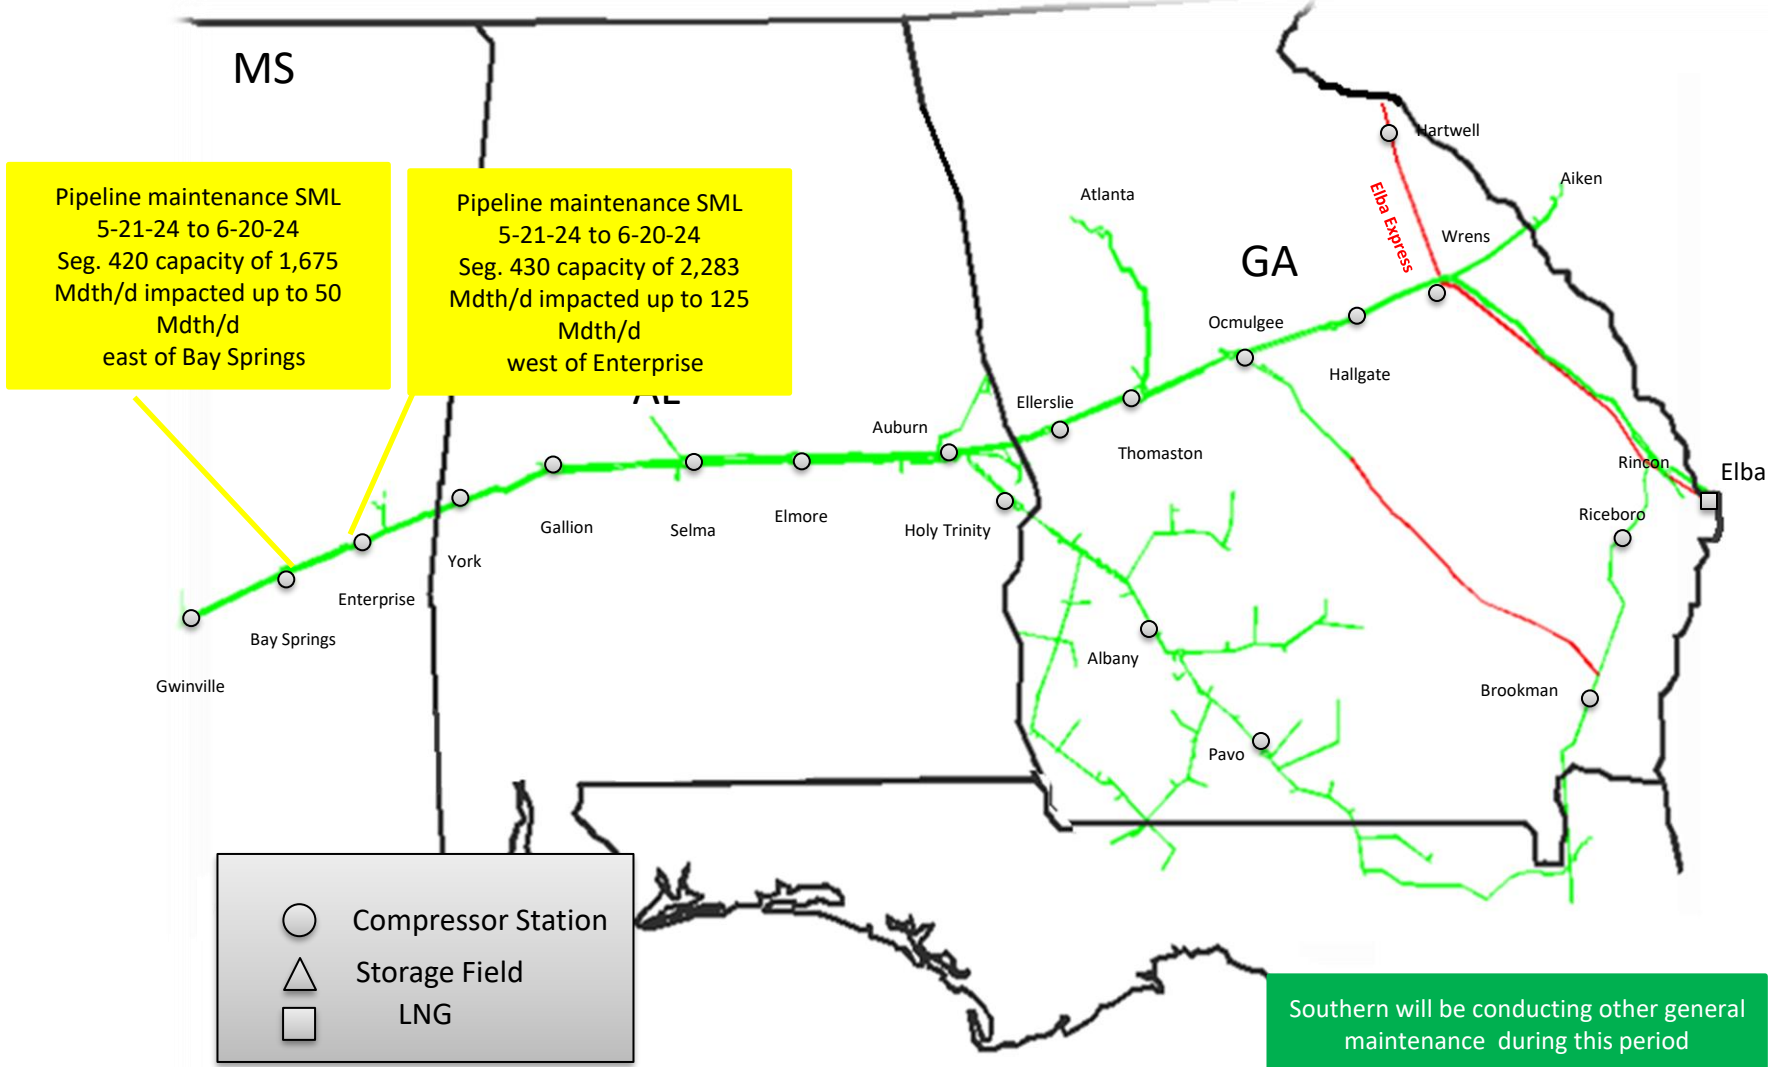 MS
Pipeline maintenance SML
5-21-24 to 6-20-24
Seg. 420 capacity of 1,675
Mdth/d impacted up to 50
Mdth/d
east of Bay Springs
Pipeline maintenance SML
5-21-24 to 6-20-24
Seg. 430 capacity of 2,283
Mdth/d impacted up to 125
Mdth/d
west of Enterprise
Hartwell
Aiken
Atlanta
Elba Express
Wrens
GA
Ocmulgee
Hallgate
Ellerslie
Auburn
Thomaston
Rincon
Elba
Riceboro
Gallion
Selma
Elmore
Holy Trinity
York
Enterprise
Bay Springs
Albany
Gwinville
Brookman
Pavo
Compressor Station
Storage Field
LNG
Southern will be conducting other general
maintenance during this period